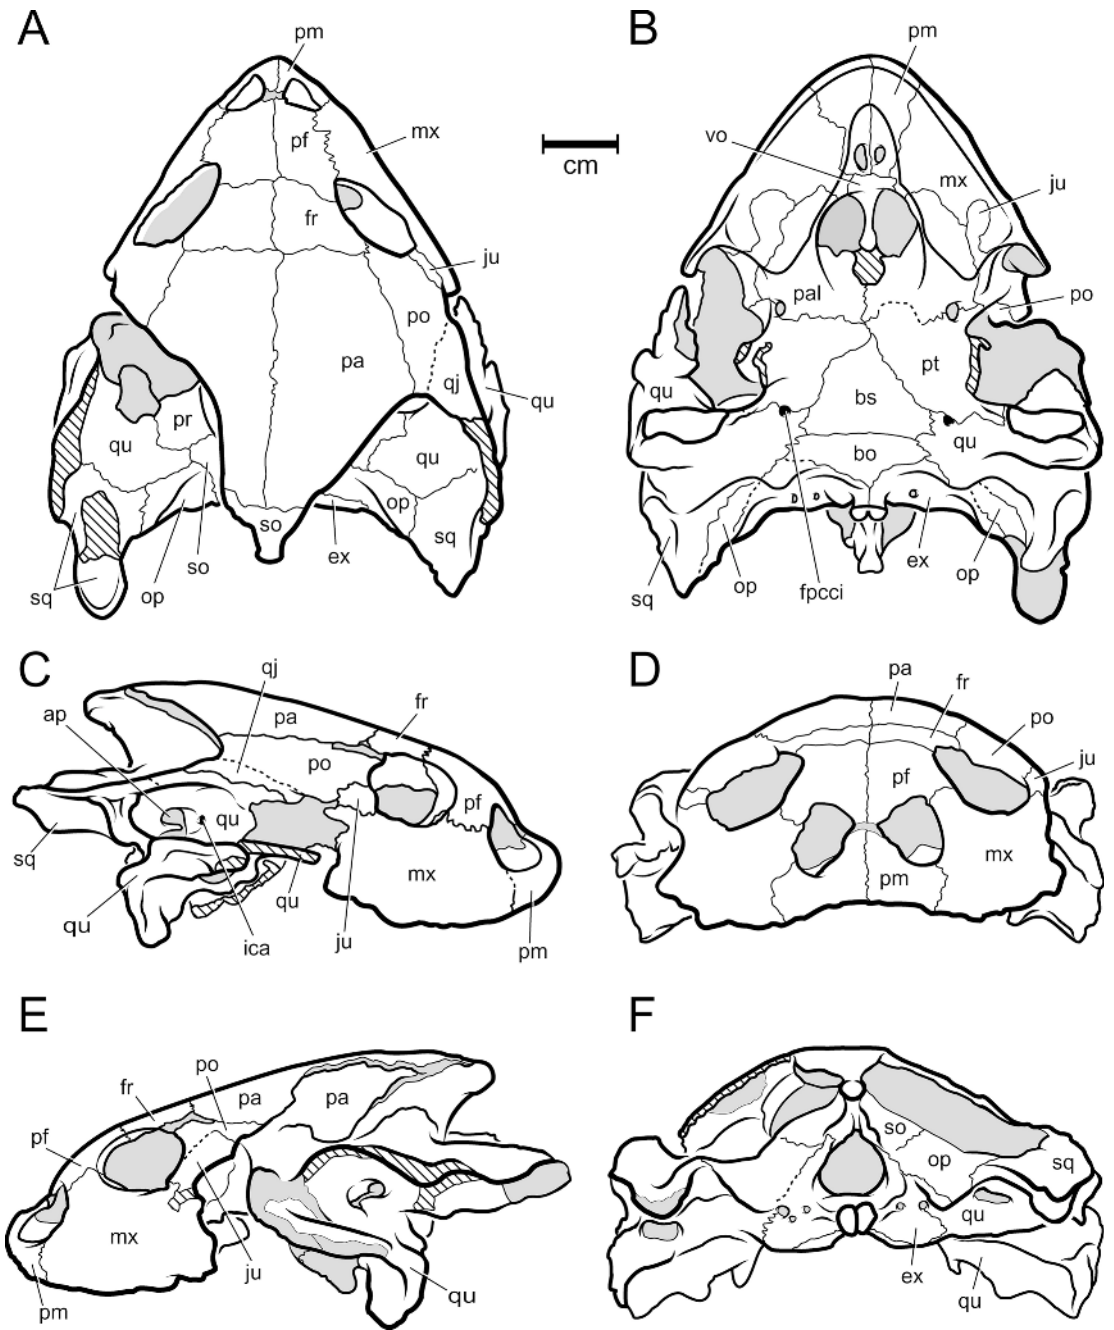 A
pm
pf
mx
fr
ju
po
pa
qj
qu
pr
qu
qu
op
so
ex
sq
so
sq
op
cm
B
pm
vo
mx
ju
pal
po
pt
qu
bs
qu
bo
sq
op
fpcci
ex
op
C
qj
fr
ap
pa
po
pf
qu
sq
mx
qu
qu
ica
ju
pm
D
pa
fr
po
ju
pf
mx
pm
E
po
fr
pa
pa
pf
mx
ju
qu
pm
F
so
op
sq
qu
ex
qu